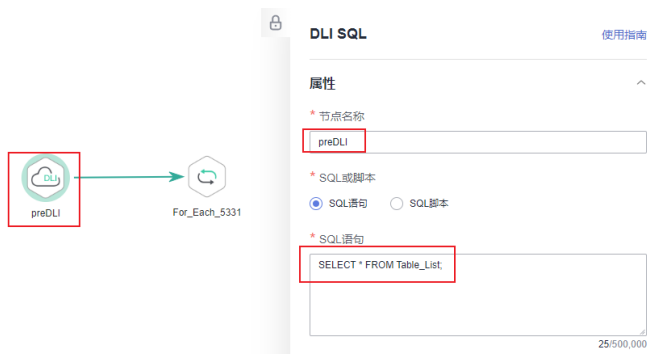 DLI SQL
使用指南
属性
* 节点名称
preDLI
* SQL或脚本
SQL语句
SQL脚本
* SQL语句
SELECT * FROM Table_List;
25/500,000
DLI
preDLI
For_Each_5331